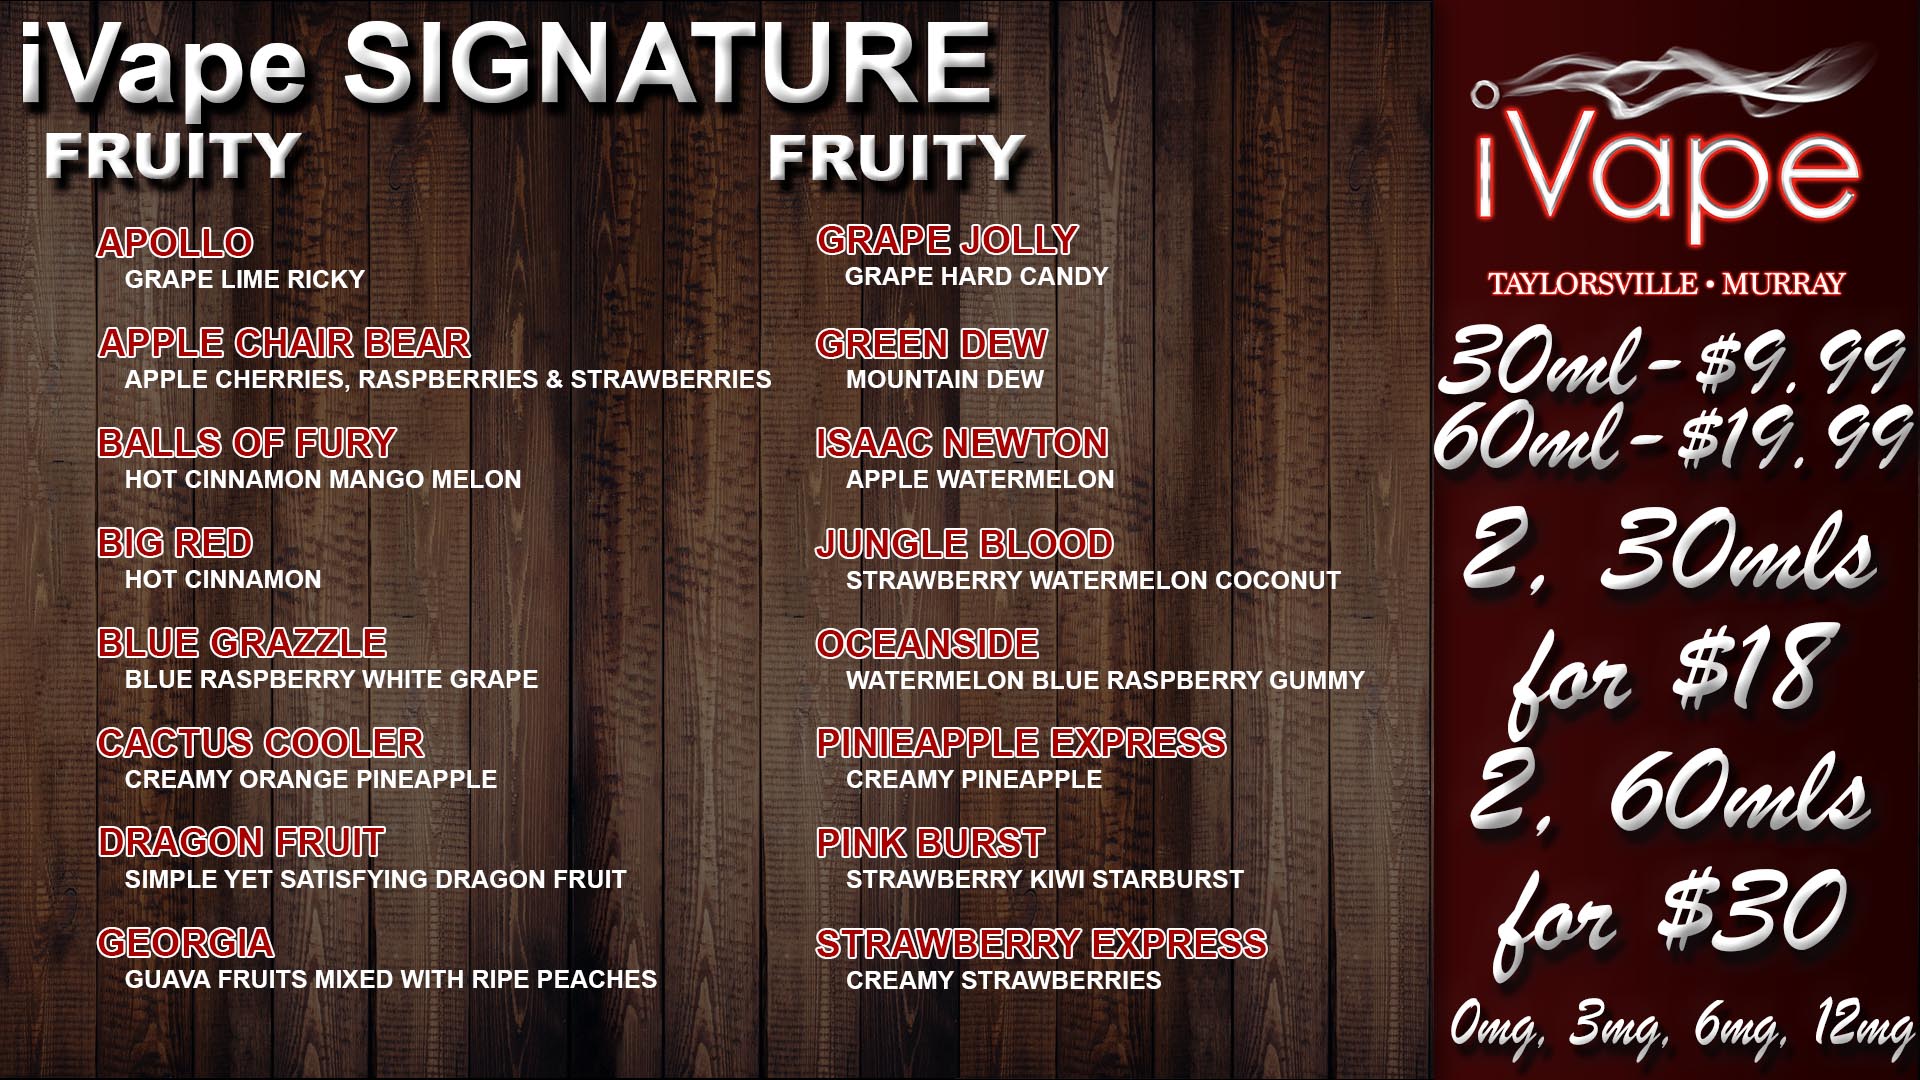 iVape SIGNATURE
FRUITY
APOLLO
GRAPE LIME RICKY
APPLE CHAIR BEAR
APPLE CHERRIES, RASPBERRIES & STRAWBERRIES
BALLS OF FURY
HOT CINNAMON MANGO MELON
BIG RED
HOT CINNAMON
BLUE GRAZZLE
BLUE RASPBERRY WHITE GRAPE
CACTUS COOLER
CREAMY ORANGE PINEAPPLE
DRAGON FRUIT
SIMPLE YET SATISFYING DRAGON FRUIT
GEORGIA
GUAVA FRUITS MIXED WITH RIPE PEACHES
FRUITY
GRAPE JOLLY
GRAPE HARD CANDY
GREEN DEW
MOUNTAIN DEW
ISAAC NEWTON
APPLE WATERMELON
JUNGLE BLOOD
STRAWBERRY WATERMELON COCONUT
OCEANSIDE
WATERMELON BLUE RASPBERRY GUMMY
PINIEAPPLE EXPRESS
CREAMY PINEAPPLE
PINK BURST
STRAWBERRY KIWI STARBURST
STRAWBERRY EXPRESS
CREAMY STRAWBERRIES
iVape
TAYLORSVILLE • MURRAY
30ml-$9.99
60ml-$19.99
2, 30mls
for $18
2, 60mls
for $30
0mg, 3mg, 6mg, 12mg